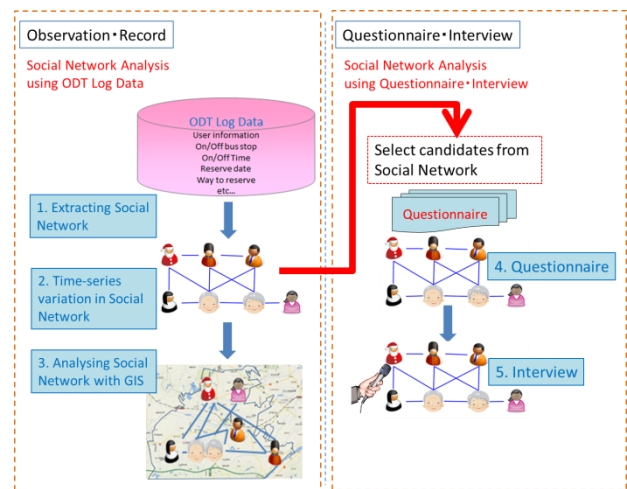 Observation・Record
Social Network Analysis
using ODT Log Data
ODT Log Data
User information
On/Off bus stop
On/Off Time
Reserve date
Way to reserve
etc...
1. Extracting Social
Network
2. Time-series
variation in Social
Network
3. Analysing Social
Network with GIS
Questionnaire・Interview
Social Network Analysis
using Questionnaire・Interview
Select candidates from
Social Network
Questionnaire
4. Questionnaire
5. Interview